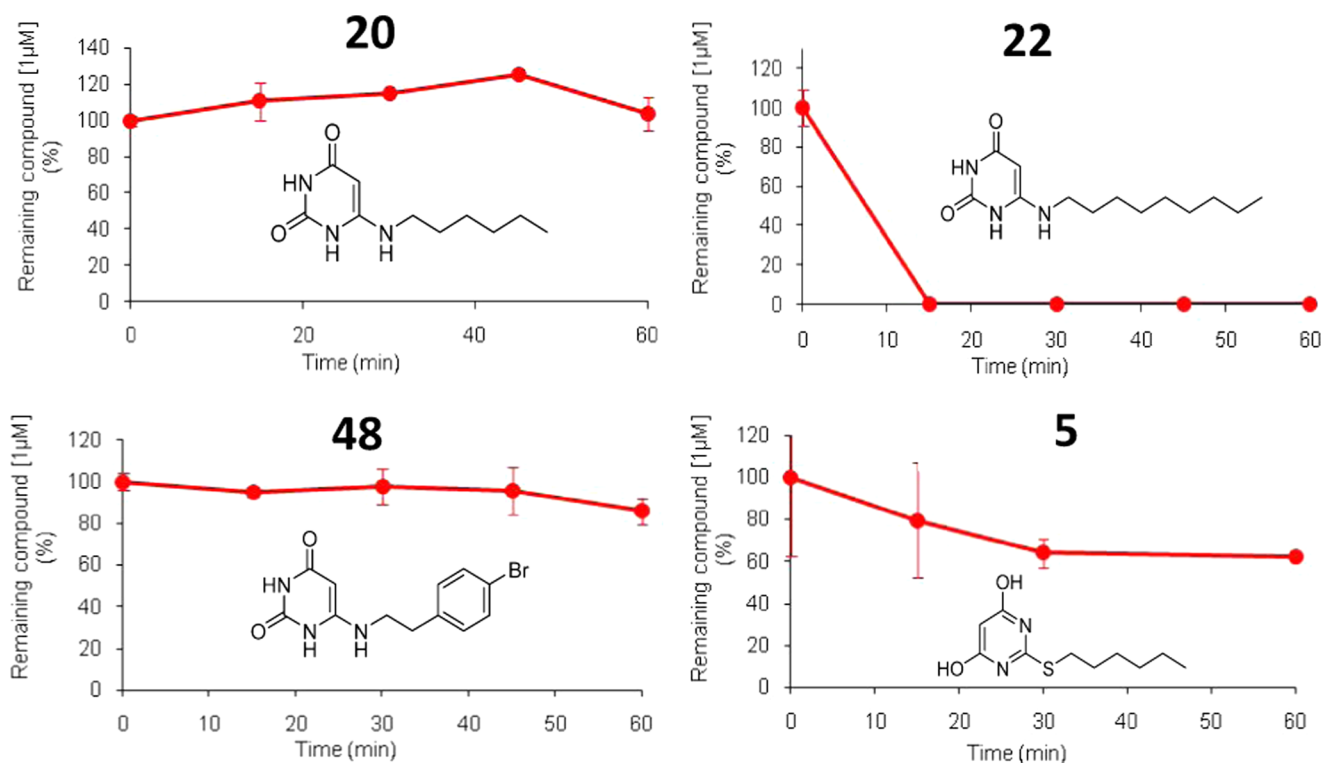 20
Remaining compound [1μM]
(%)
140
120
100
80
60
40
20
0
0 20 40 60
Time (min)
O
HN
O
N
H
N
H
22
Remaining compound [1μM]
(%)
120
100
80
60
40
20
0
0 10 20 30 40 50 60
Time (min)
O
HN
O
N
H
N
H
48
Remaining compound [1μM]
(%)
120
100
80
60
40
20
0
0 10 20 30 40 50 60
Time (min)
O
HN
O
N
H
N
H
Br
5
Remaining compound [1μM]
(%)
120
100
80
60
40
20
0
0 10 20 30 40 50 60
Time (min)
OH
N
HO
N
S